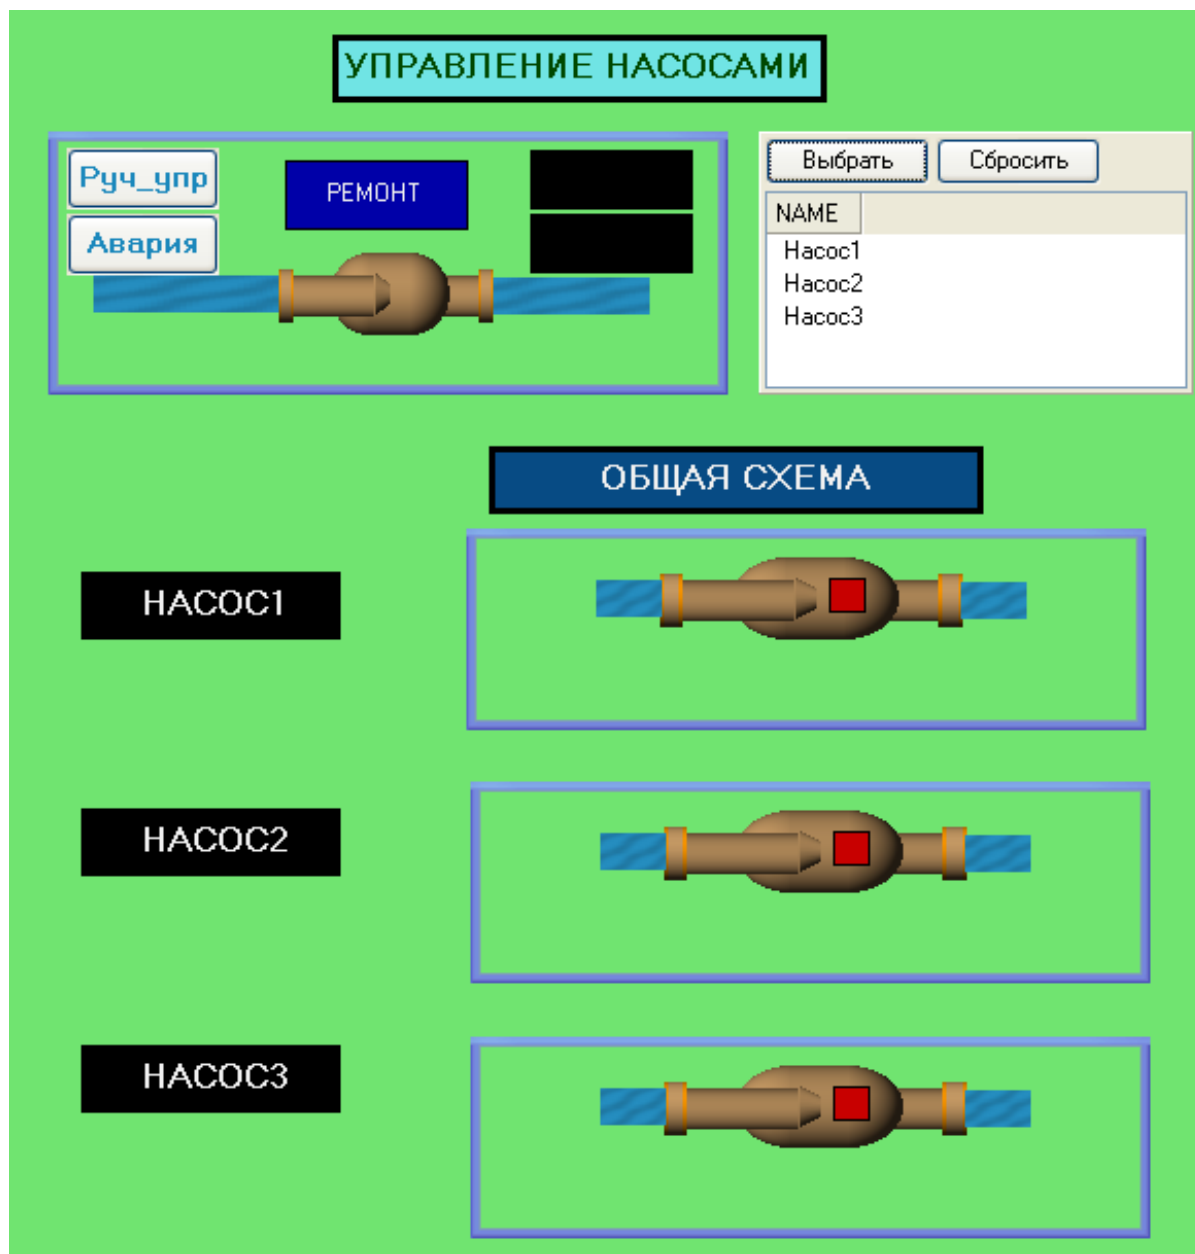 УПРАВЛЕНИЕ НАСОСАМИ
Руч_упр
РЕМОНТ
Авария
Выбрать Сбросить
NAME
Насос1
Насос2
Насос3
ОБЩАЯ СХЕМА
НАСОС1
НАСОС2
НАСОС3